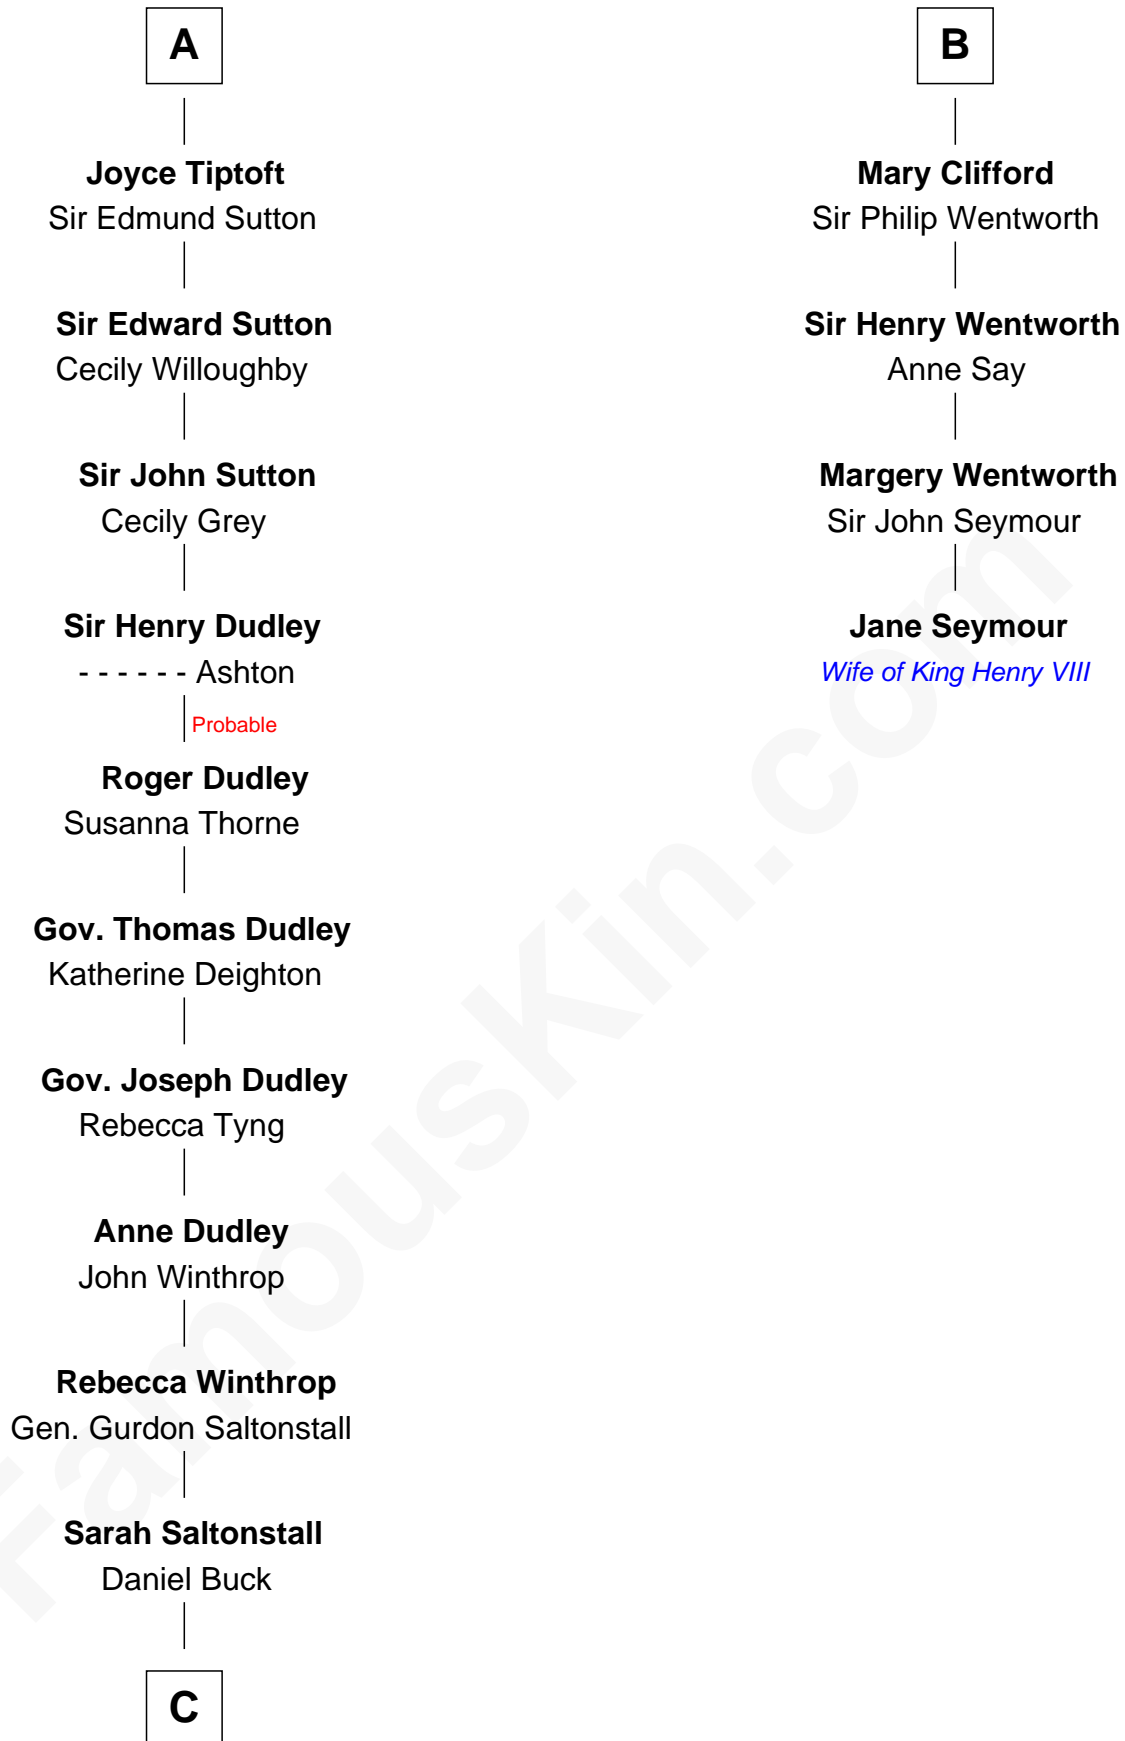 A
Joyce Tiptoft
Sir Edmund Sutton
Sir Edward Sutton
Cecily Willoughby
Sir John Sutton
Cecily Grey
Sir Henry Dudley
- - - - - - Ashton
Probable
Roger Dudley
Susanna Thorne
Gov. Thomas Dudley
Katherine Deighton
Gov. Joseph Dudley
Rebecca Tyng
Anne Dudley
John Winthrop
Rebecca Winthrop
Gen. Gurdon Saltonstall
Sarah Saltonstall
Daniel Buck
C
B
Mary Clifford
Sir Philip Wentworth
Sir Henry Wentworth
Anne Say
Margery Wentworth
Sir John Seymour
Jane Seymour
Wife of King Henry VIII
FamousKin.com